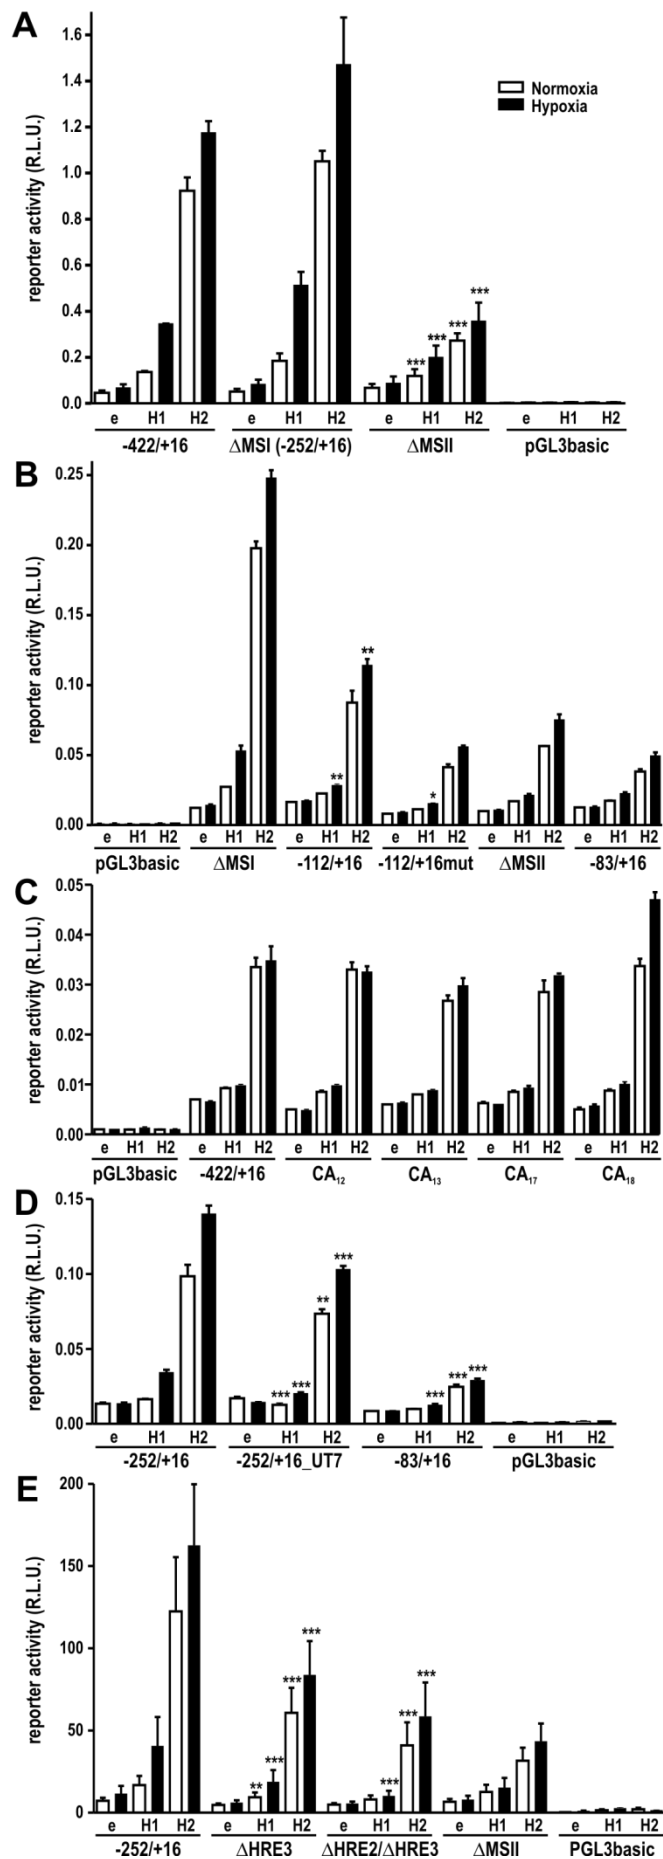 A
reporter activity (R.L.U.)
1.6
1.4
1.2
1.0
0.8
0.6
0.4
0.2
0.0
Normoxia
Hypoxia
*** *** *** ***
e H1 H2 e H1 H2 e H1 H2 e H1 H2
-422/+16 ΔMSI (-252/+16) ΔMSII pGL3basic
B
reporter activity (R.L.U.)
0.25
0.20
0.15
0.10
0.05
0.00
** ** *
e H1 H2 e H1 H2 e H1 H2 e H1 H2 e H1 H2 e H1 H2
pGL3basic ΔMSI -112/+16 -112/+16mut ΔMSII -83/+16
C
reporter activity (R.L.U.)
0.05
0.04
0.03
0.02
0.010
0.00
e H1 H2 e H1 H2 e H1 H2 e H1 H2 e H1 H2 e H1 H2
pGL3basic -422/+16 CA₁₂ CA₁₃ CA₁₇ CA₁₈
D
reporter activity (R.L.U.)
0.15
0.10
0.05
0.00
*** *** ** *** *** *** ***
e H1 H2 e H1 H2 e H1 H2 e H1 H2
-252/+16 -252/+16_UT7 -83/+16 pGL3basic
E
reporter activity (R.L.U.)
200
150
100
50
0
** *** *** *** *** *** ***
e H1 H2 e H1 H2 e H1 H2 e H1 H2 e H1 H2
-252/+16 ΔHRE3 ΔHRE2/ΔHRE3 ΔMSII PGL3basic